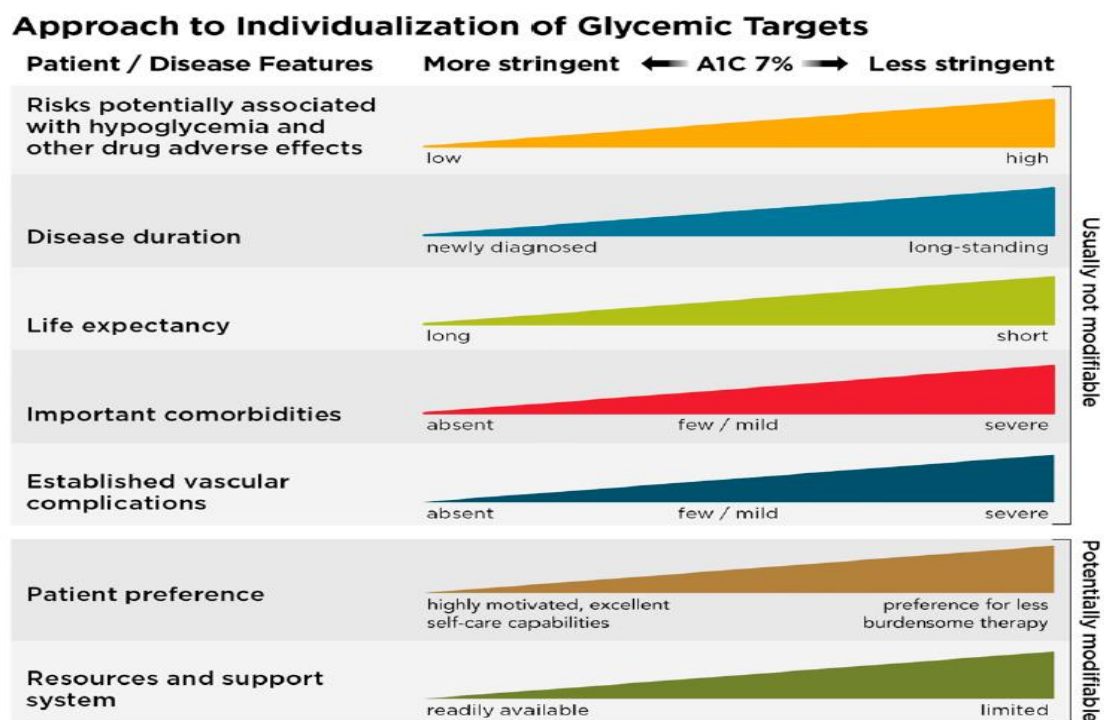 Approach to Individualization of Glycemic Targets
Patient / Disease Features
More stringent ← A1C 7% → Less stringent
Risks potentially associated
with hypoglycemia and
other drug adverse effects
low
high
Disease duration
newly diagnosed
long-standing
Life expectancy
long
short
Important comorbidities
absent
few / mild
severe
Established vascular
complications
absent
few / mild
severe
Usually not modifiable
Patient preference
highly motivated, excellent
self-care capabilities
preference for less
burdensome therapy
Resources and support
system
readily available
limited
Potentially modifiable